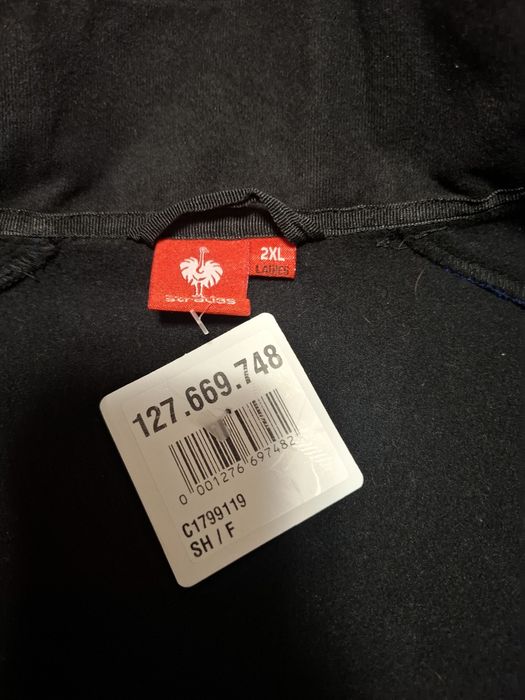 2XL
LADIES
strauss
127.669.748
0 001276 697482
C1799119
SH / F